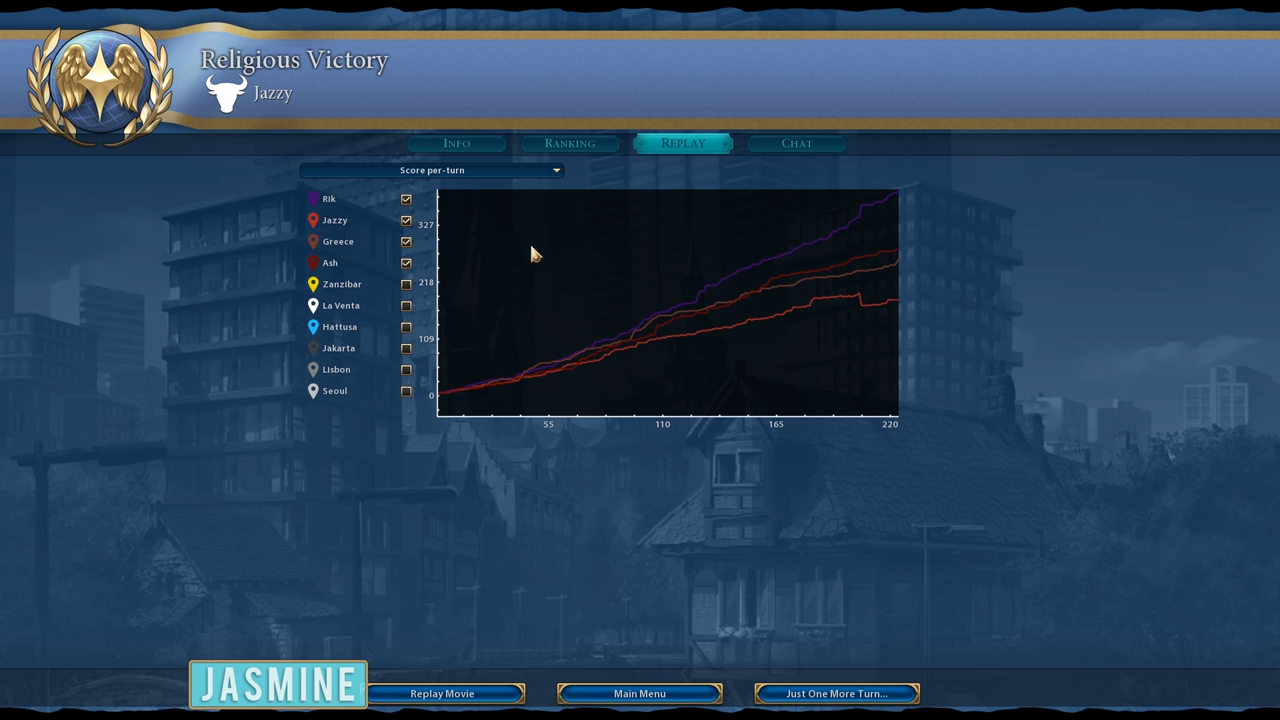 Religious Victory
Jazzy
INFO
RANKING
REPLAY
CHAT
Score per-turn
Rik
Jazzy
Greece
Ash
Zanzibar
La Venta
Hattusa
Jakarta
Lisbon
Seoul
327
218
109
0
55
110
165
220
JASMINE
Replay Movie
Main Menu
Just One More Turn...